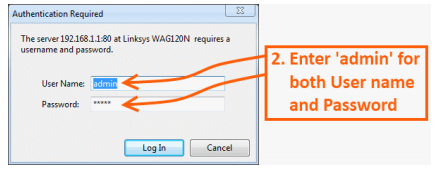 Authentication Required
The server 192.168.1.1:80 at Linksys WAG120N requires a
username and password.
User Name: admin
Password: *****
Log In Cancel
2. Enter 'admin' for
both User name
and Password